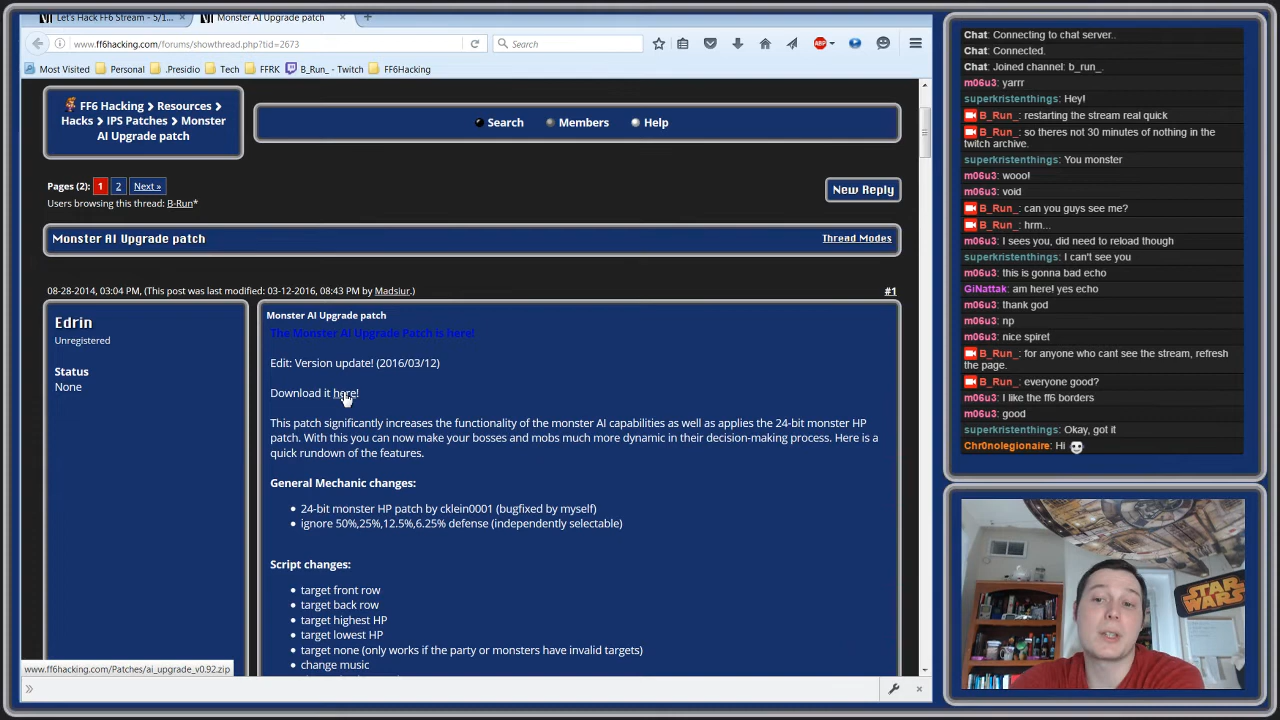 Let's Hack FF6 Stream - 5/1...
Monster AI Upgrade patch
www.ff6hacking.com/forums/showthread.php?tid=2673
Search
ABP
Most Visited
Personal
.Presidio
Tech
FFRK
B_Run_ - Twitch
FF6Hacking
FF6 Hacking > Resources >
Hacks > IPS Patches > Monster
AI Upgrade patch
Search
Members
Help
Pages (2): 1 2 Next »
Users browsing this thread: B-Run*
New Reply
Monster AI Upgrade patch
Thread Modes
08-28-2014, 03:04 PM, (This post was last modified: 03-12-2016, 08:43 PM by Madsiur.)
#1
Edrin
Unregistered
Status
None
Monster AI Upgrade patch
The Monster AI Upgrade Patch is here!
Edit: Version update! (2016/03/12)
Download it here!
This patch significantly increases the functionality of the monster AI capabilities as well as applies the 24-bit monster HP
patch. With this you can now make your bosses and mobs much more dynamic in their decision-making process. Here is a
quick rundown of the features.
General Mechanic changes:
24-bit monster HP patch by cklein0001 (bugfixed by myself)
ignore 50%,25%,12.5%,6.25% defense (independently selectable)
Script changes:
target front row
target back row
target highest HP
target lowest HP
target none (only works if the party or monsters have invalid targets)
change music
ff6hacking.com/Patches/ai_upgrade_v0.92.zip
Chat: Connecting to chat server..
Chat: Connected.
Chat: Joined channel: b_run_.
m06u3: yarrr
superkristenthings: Hey!
B_Run_: restarting the stream real quick
B_Run_: so theres not 30 minutes of nothing in the
twitch archive.
superkristenthings: You monster
m06u3: wooo!
m06u3: void
B_Run_: can you guys see me?
B_Run_: hrm...
m06u3: I sees you, did need to reload though
superkristenthings: I can't see you
m06u3: this is gonna bad echo
GiNattak: am here! yes echo
m06u3: thank god
m06u3: np
m06u3: nice spiret
B_Run_: for anyone who cant see the stream, refresh
the page.
B_Run_: everyone good?
m06u3: I like the ff6 borders
m06u3: good
superkristenthings: Okay, got it
Chr0nolegionaire: Hi
STAR
WARS